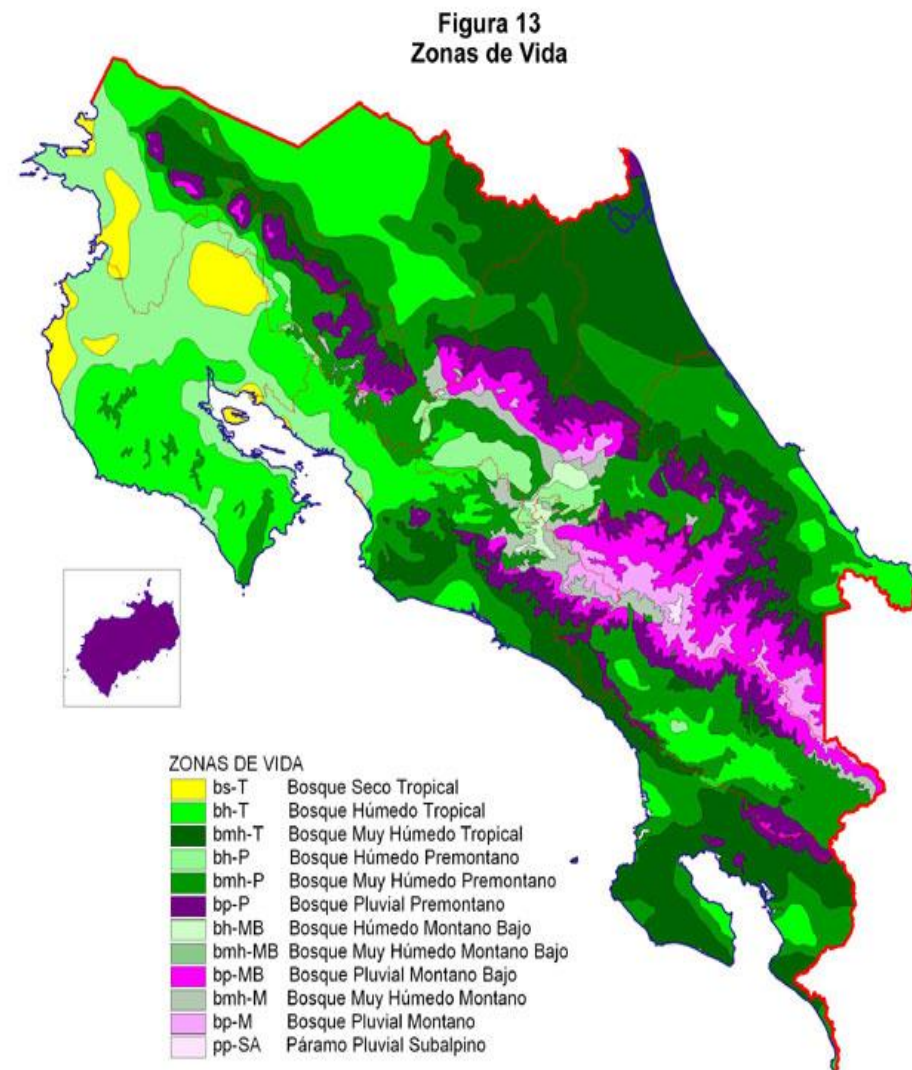 Figura 13
Zonas de Vida
ZONAS DE VIDA
bs-T Bosque Seco Tropical
bh-T Bosque Húmedo Tropical
bmh-T Bosque Muy Húmedo Tropical
bh-P Bosque Húmedo Premontano
bmh-P Bosque Muy Húmedo Premontano
bp-P Bosque Pluvial Premontano
bh-MB Bosque Húmedo Montano Bajo
bmh-MB Bosque Muy Húmedo Montano Bajo
bp-MB Bosque Pluvial Montano Bajo
bmh-M Bosque Muy Húmedo Montano
bp-M Bosque Pluvial Montano
pp-SA Páramo Pluvial Subalpino